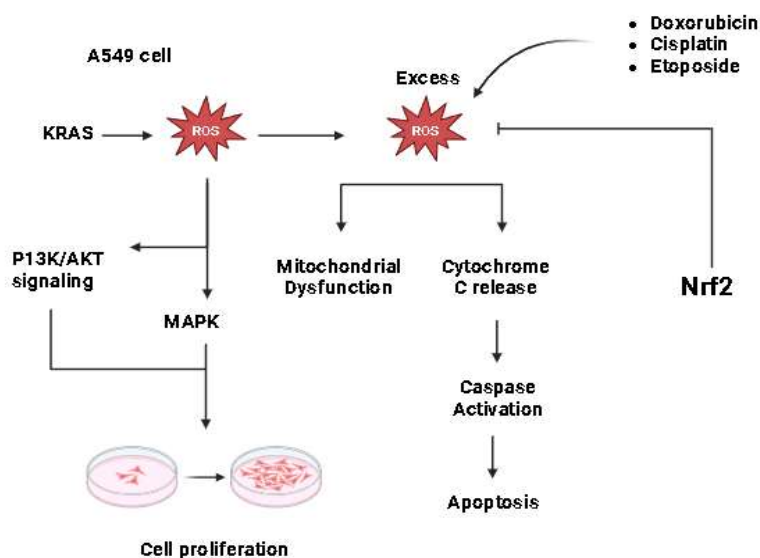 • Doxorubicin
• Cisplatin
• Etoposide
A549 cell
Excess
KRAS
ROS
ROS
P13K/AKT
signaling
Mitochondrial
Dysfunction
Cytochrome
C release
Nrf2
MAPK
Caspase
Activation
Apoptosis
Cell proliferation